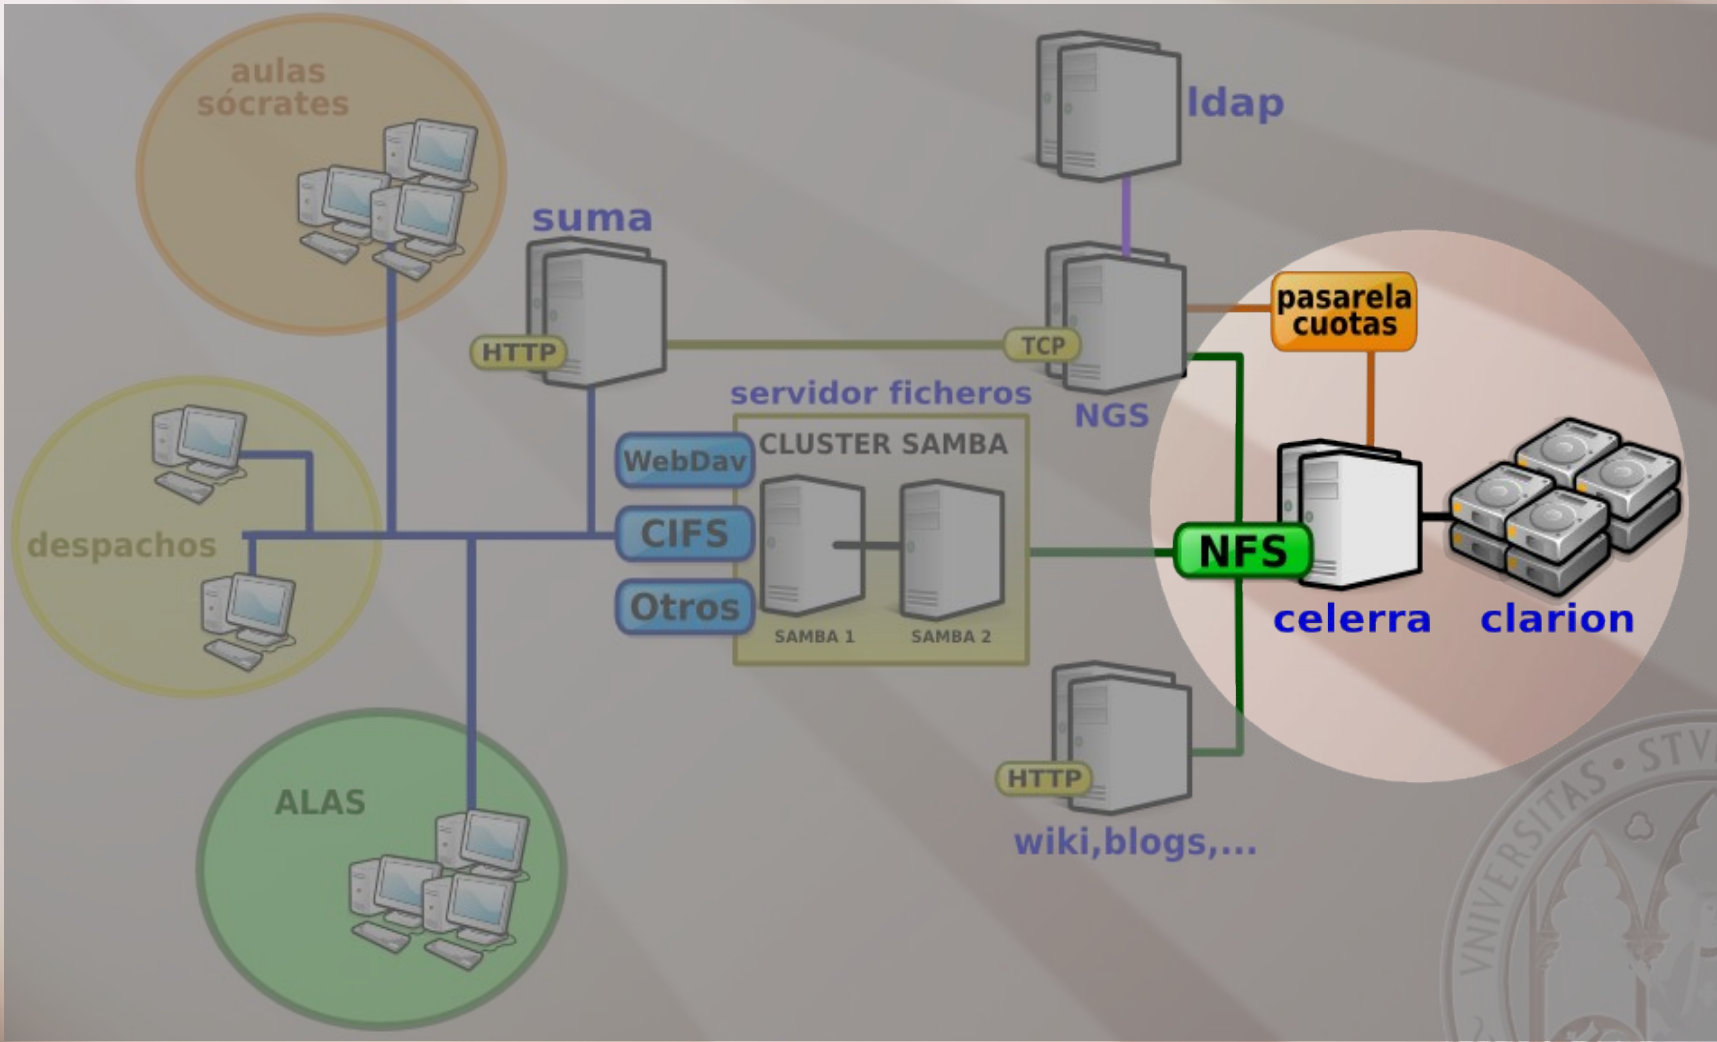 aulas
sócrates
ldap
suma
pasarela
cuotas
HTTP
TCP
servidor ficheros
NGS
CLUSTER SAMBA
WebDav
CIFS
NFS
despachos
Otros
SAMBA 1
SAMBA 2
celerra
clarion
HTTP
ALAS
wiki,blogs,...
VNIVERSITAS • STV